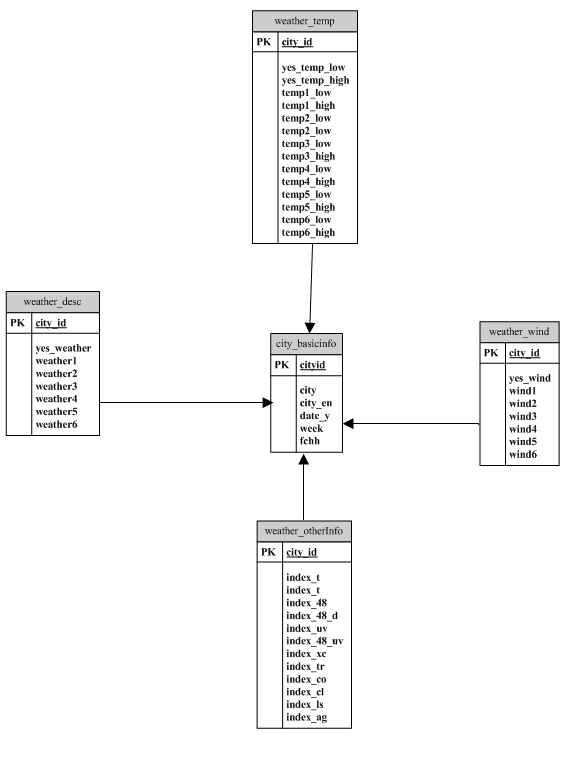 weather_temp
PK city_id
yes_temp_low
yes_temp_high
temp1_low
temp1_high
temp2_low
temp2_low
temp3_low
temp3_high
temp4_low
temp4_high
temp5_low
temp5_high
temp6_low
temp6_high
weather_desc
PK city_id
yes_weather
weather1
weather2
weather3
weather4
weather5
weather6
city_basicinfo
PK cityid
city
city_en
date_y
week
fchh
weather_wind
PK city_id
yes_wind
wind1
wind2
wind3
wind4
wind5
wind6
weather_otherInfo
PK city_id
index_t
index_t
index_48
index_48_d
index_uv
index_48_uv
index_xc
index_tr
index_co
index_cl
index_ls
index_ag